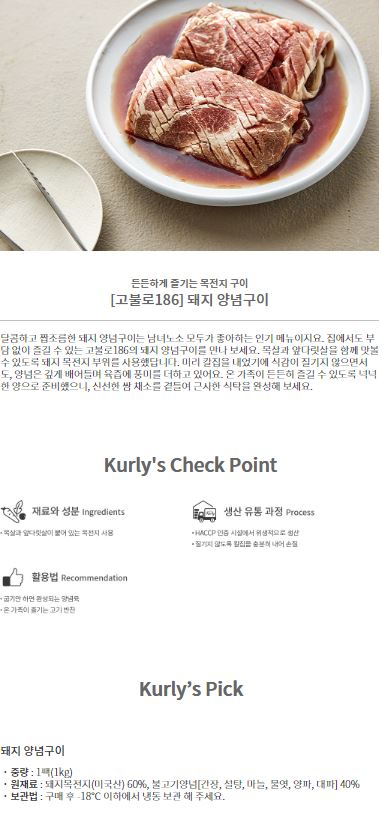 든든하게 즐기는 목전지 구이
[고불로186] 돼지 양념구이
달콤하고 짭조름한 돼지 양념구이는 남녀노소 모두가 좋아하는 인기 메뉴이지요. 집에서도 부
담 없이 즐길 수 있는 고불로186의 돼지 양념구이를 만나 보세요. 목살과 앞다릿살을 함께 맛볼
수 있도록 돼지 목전지 부위를 사용했답니다. 미리 칼집을 내었기에 식감이 질기지 않으면서
도, 양념은 깊게 배어들며 육즙에 풍미를 더하고 있어요. 온 가족이 든든히 즐길 수 있도록 넉넉
한 양으로 준비했으니, 신선한 쌈 채소를 곁들여 근사한 식탁을 완성해 보세요.
Kurly's Check Point
재료와 성분 Ingredients
• 목살과 앞다릿살이 붙어 있는 목전지 사용
생산 유통 과정 Process
• HACCP 인증 시설에서 위생적으로 생산
• 질기지 않도록 칼집을 충분히 내어 손질
활용법 Recommendation
• 굽기만 하면 완성되는 양념육
• 온 가족이 즐기는 고기 반찬
Kurly's Pick
돼지 양념구이
• 중량 : 1팩(1kg)
• 원재료 : 돼지목전지(미국산) 60%, 불고기양념[간장, 설탕, 마늘, 물엿, 양파, 대파] 40%
• 보관법 : 구매 후 -18℃ 이하에서 냉동 보관 해 주세요.